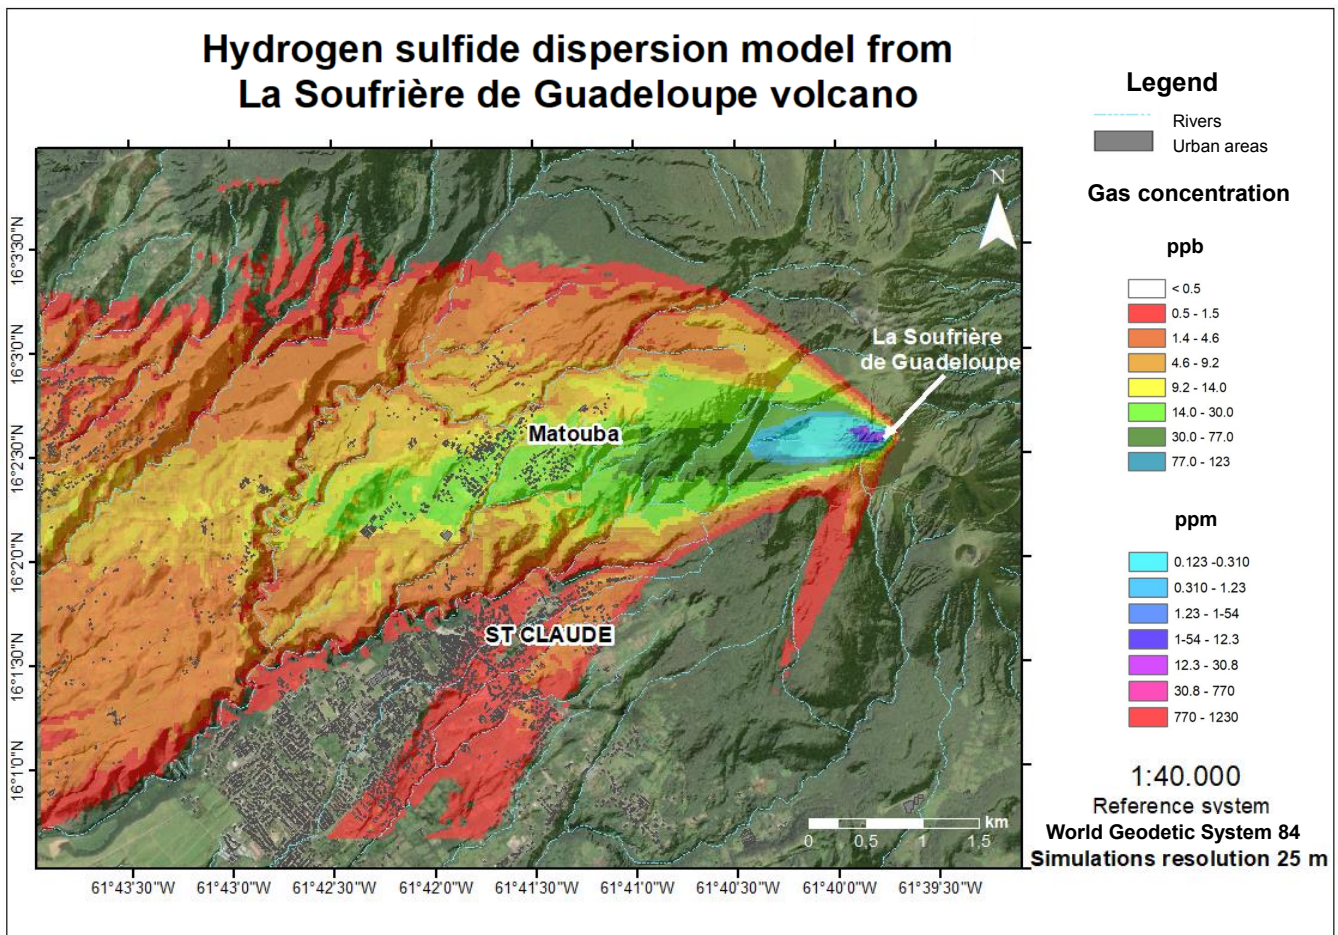 Hydrogen sulfide dispersion model from
La Soufrière de Guadeloupe volcano
Legend
Rivers
Urban areas
Gas concentration
ppb
< 0.5
0.5 - 1.5
1.4 - 4.6
4.6 - 9.2
9.2 - 14.0
14.0 - 30.0
30.0 - 77.0
77.0 - 123
ppm
0.123 -0.310
0.310 - 1.23
1.23 - 1-54
1-54 - 12.3
12.3 - 30.8
30.8 - 770
770 - 1230
1:40.000
Reference system
World Geodetic System 84
Simulations resolution 25 m
N
La Soufrière
de Guadeloupe
Matouba
ST CLAUDE
km
0 0,5 1 1.5
16°3'30"N
16°30'30"N
16°2'30"N
16°2'0"N
16°1'30"N
16°1'0"N
61°43'30"W 61°43'0"W 61°42'30"W 61°42'0"W 61°41'30"W 61°41'0"W 61°40'30"W 61°40'0"W 61°39'30"W